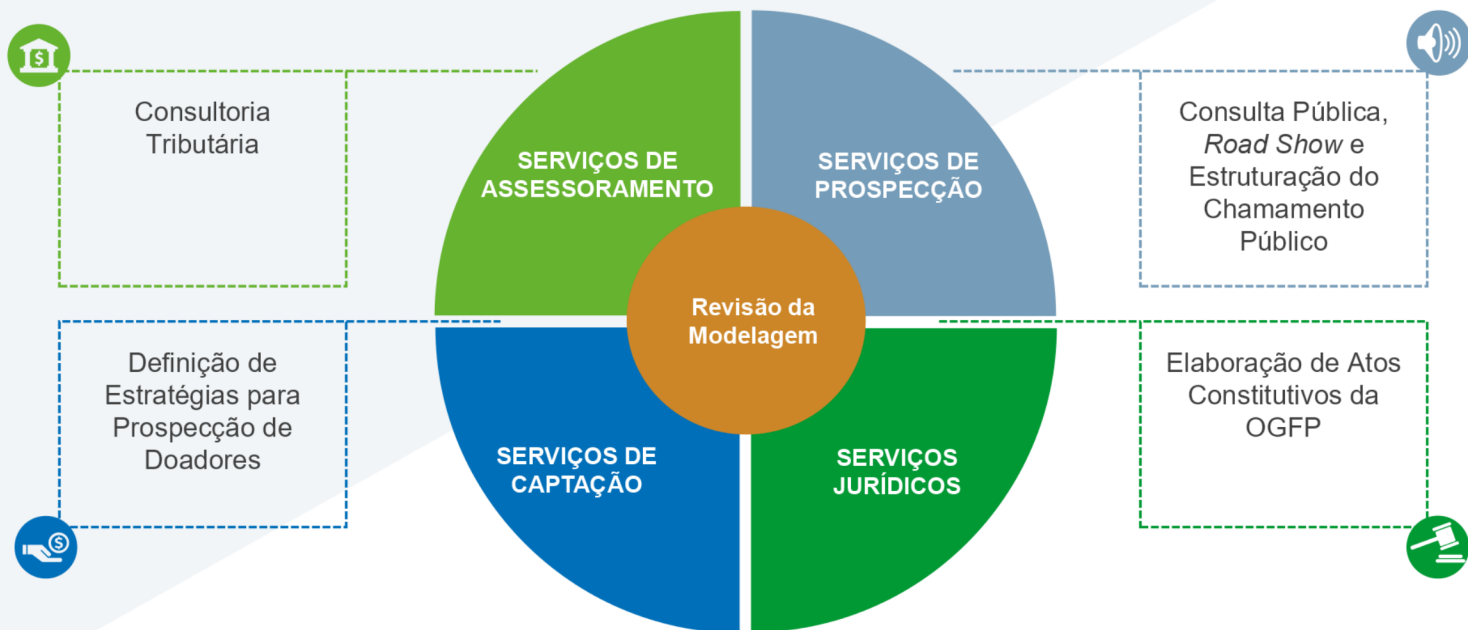 Consultoria
Tributária
SERVIÇOS DE
ASSESSORAMENTO
SERVIÇOS DE
PROSPECÇÃO
Consulta Pública,
Road Show e
Estruturação do
Chamamento
Público
Revisão da
Modelagem
Definição de
Estratégias para
Prospecção de
Doadores
SERVIÇOS DE
CAPTAÇÃO
SERVIÇOS
JURÍDICOS
Elaboração de Atos
Constitutivos da
OGFP